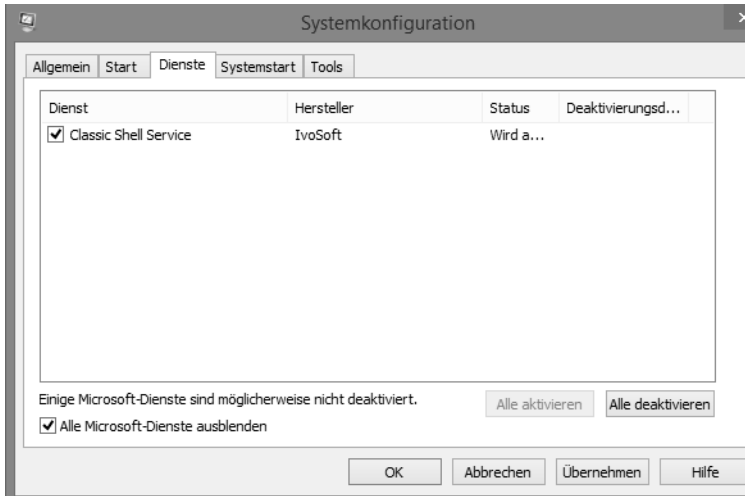 Systemkonfiguration
Allgemein Start Dienste Systemstart Tools
Dienst Hersteller Status Deaktivierungsd...
Classic Shell Service IvoSoft Wird a...
Einige Microsoft-Dienste sind möglicherweise nicht deaktiviert.
Alle aktivieren Alle deaktivieren
Alle Microsoft-Dienste ausblenden
OK Abbrechen Übernehmen Hilfe